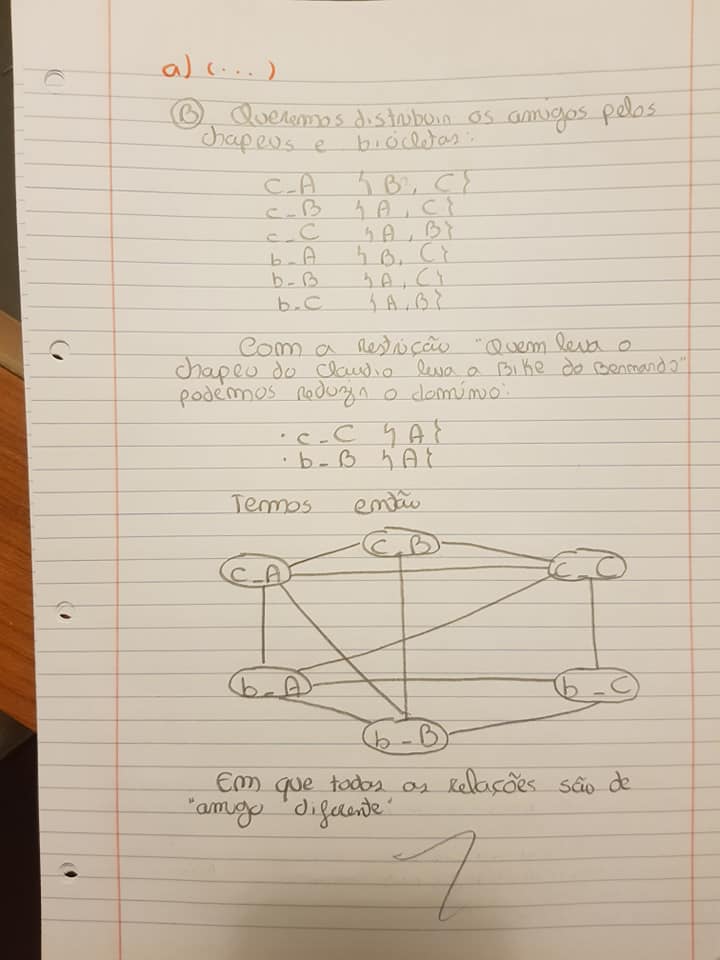 a) (...)
(B) Queremos distribuir os amigos pelos
chapeus e bicicletas:
c_A { B, C}
c_B { A, C}
c_C { A, B}
b_A { B, C}
b_B { A, C}
b_C { A, B}
Com a restrição "Quem leva o
chapeu do Claudio leva a Bike do Bernardo"
podemos reduzir o domínio:
· c_C { A }
· b_B { A }
Termos então
c_B
c_A c_C
b_A b_C
b_B
Em que todas as relações são de
"amigo diferente"